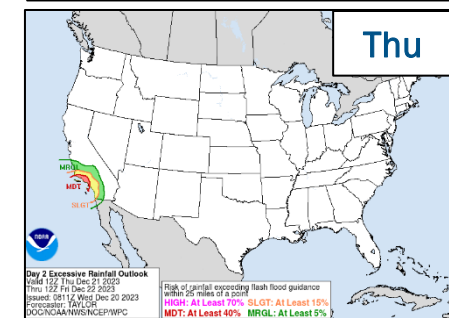 Thu
MRGL
MDT
SLGT
NOAA
Day 2 Excessive Rainfall Outlook
Valid 12Z Thu Dec 21 2023
Thru 12Z Fri Dec 22 2023
Issued: 0811Z Wed Dec 20 2023
Forecaster: TAYLOR
DOC/NOAA/NWS/NCEP/WPC
Risk of rainfall exceeding flash flood guidance
within 25 miles of a point
HIGH: At Least 70% SLGT: At Least 15%
MDT: At Least 40% MRGL: At Least 5%